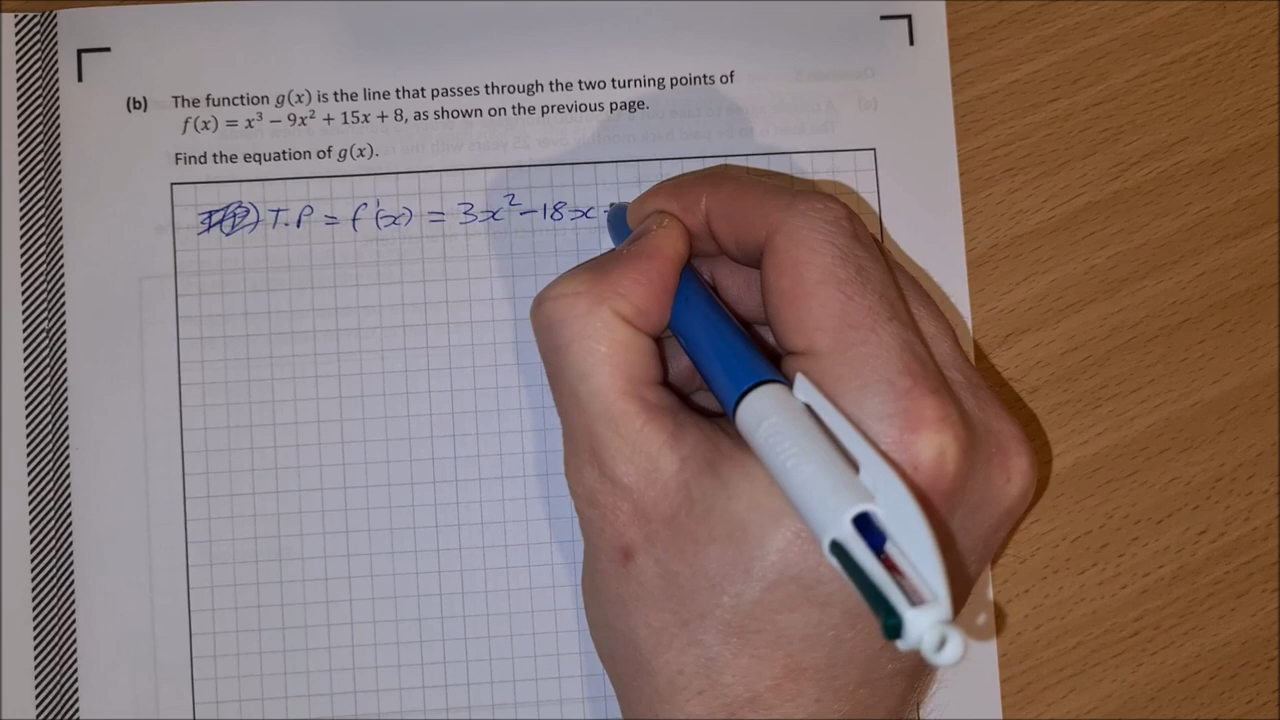 (b) The function g(x) is the line that passes through the two turning points of
f(x) = x³ − 9x² + 15x + 8, as shown on the previous page.
Find the equation of g(x).
T.P = f'(x) = 3x² - 18x